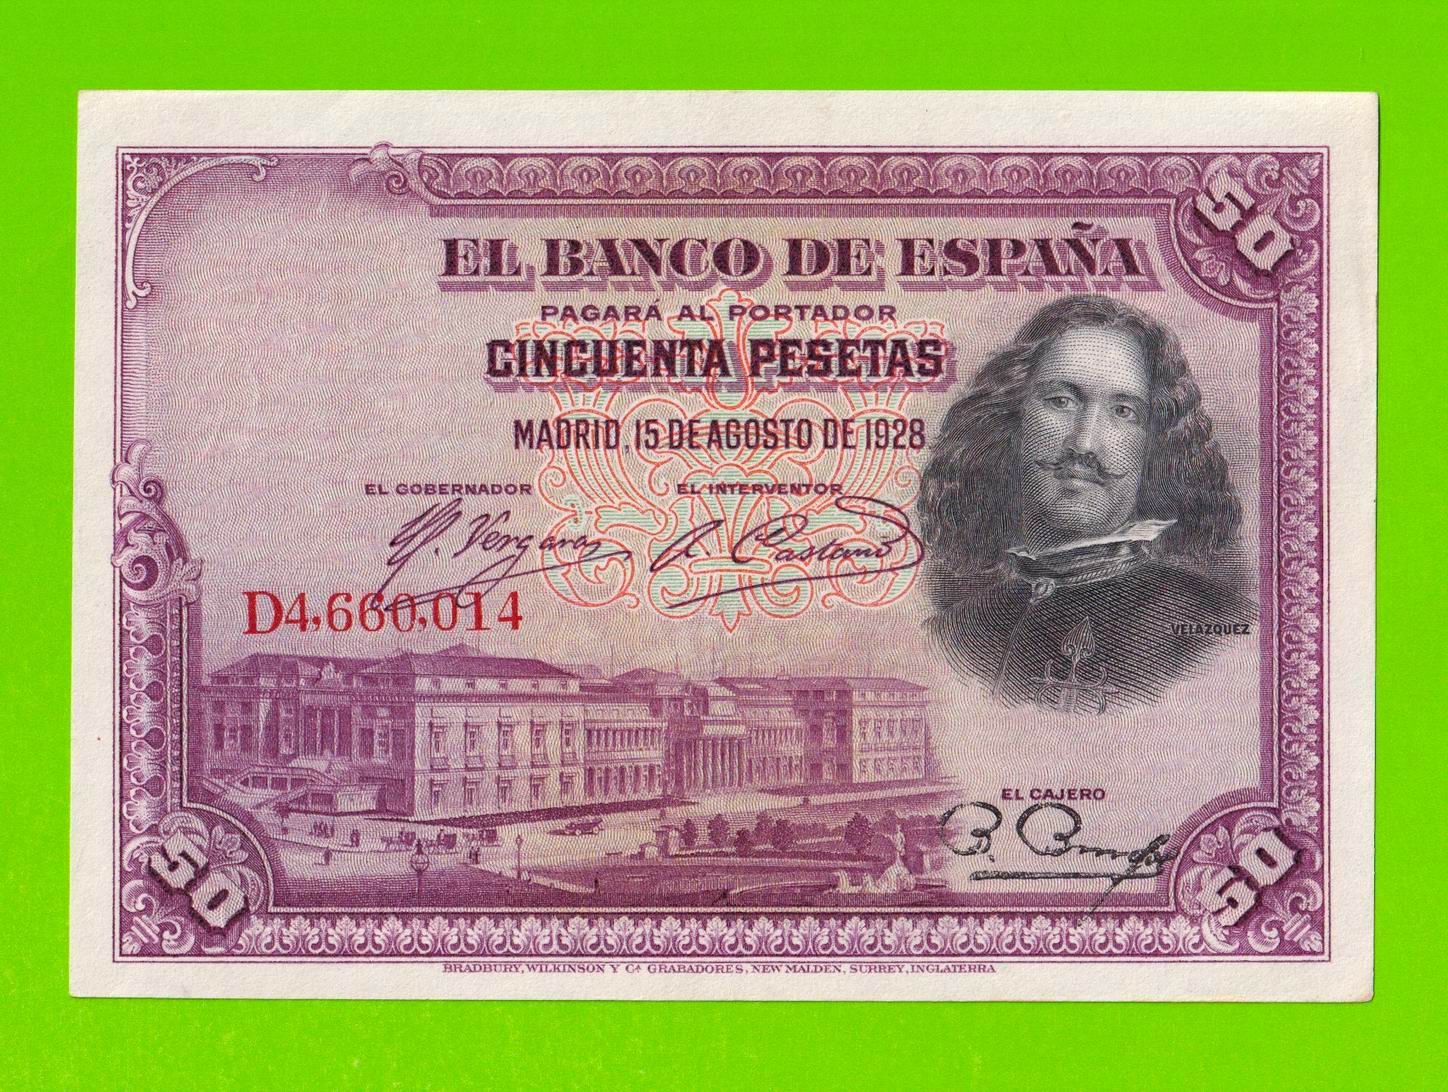 50
EL BANCO DE ESPAÑA
PAGARÁ AL PORTADOR
CINCUENTA PESETAS
MADRID, 15 DE AGOSTO DE 1928
EL GOBERNADOR
EL INTERVENTOR
D4,660,014
VELAZQUEZ
EL CAJERO
50
50
BRADBURY, WILKINSON Y Cª GRABADORES, NEW MALDEN, SURREY, INGLATERRA